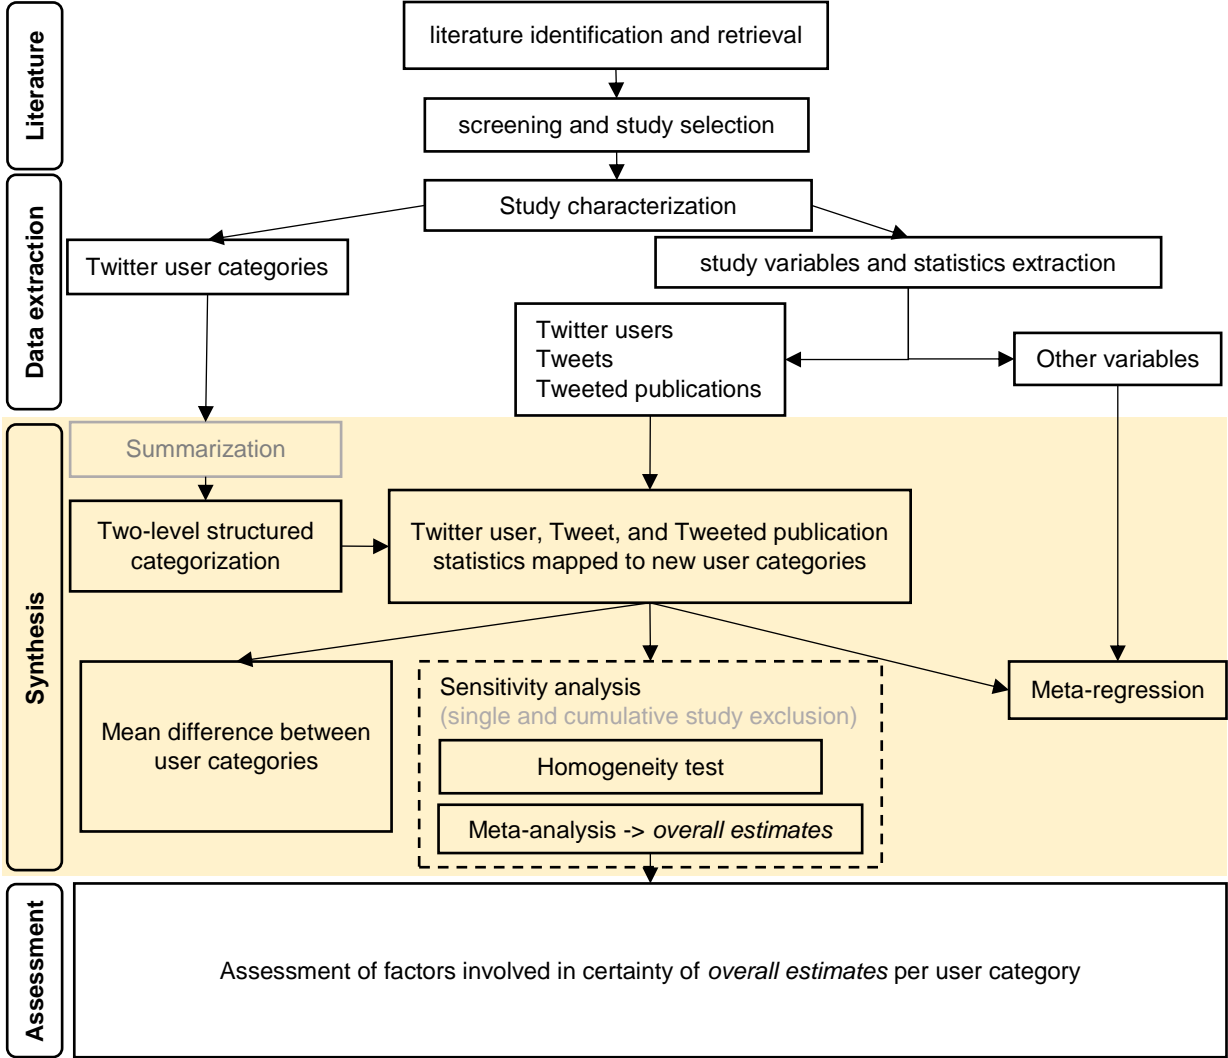 Literature
literature identification and retrieval
screening and study selection
Data extraction
Study characterization
Twitter user categories
study variables and statistics extraction
Twitter users
Tweets
Tweeted publications
Other variables
Synthesis
Summarization
Two-level structured
categorization
Twitter user, Tweet, and Tweeted publication
statistics mapped to new user categories
Mean difference between
user categories
Sensitivity analysis
(single and cumulative study exclusion)
Homogeneity test
Meta-analysis -> overall estimates
Meta-regression
Assessment
Assessment of factors involved in certainty of overall estimates per user category